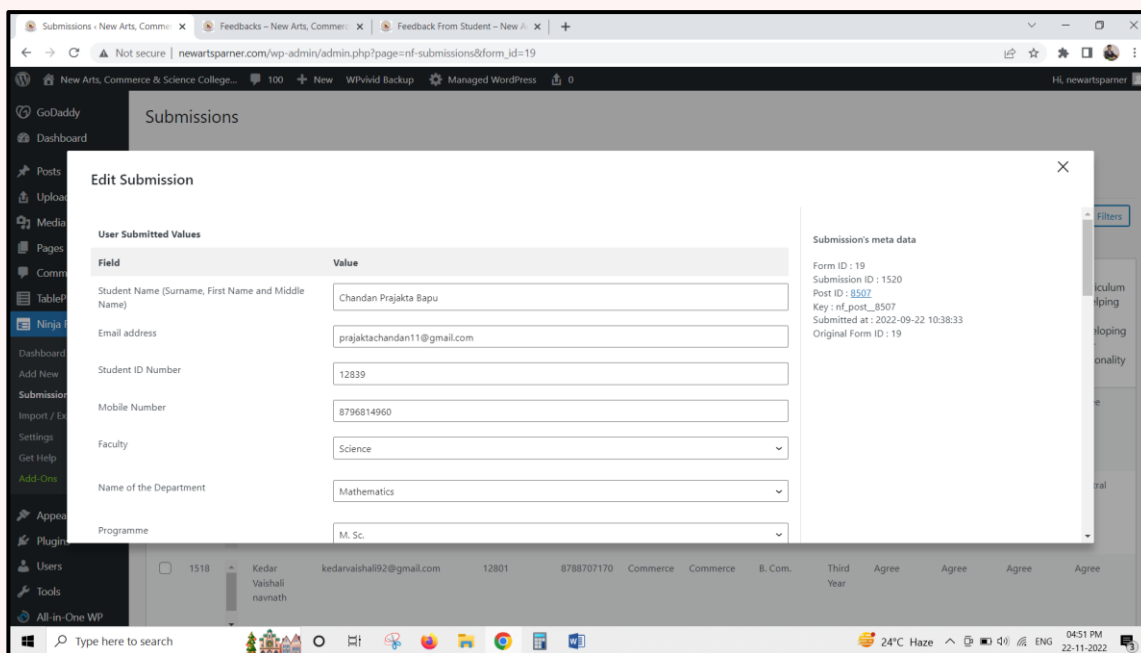 Submissions ‹ New Arts, Comme
Feedbacks – New Arts, Commerc
Feedback From Student – New A
Not secure | newartsparner.com/wp-admin/admin.php?page=nf-submissions&form_id=19
New Arts, Commerce & Science College... 100 + New WPvivid Backup Managed WordPress 0 Hi, newartsparner
GoDaddy
Dashboard
Posts
Upload
Media
Pages
Comm
TableP
Ninja F
Dashboard
Add New
Submission
Import / Ex
Settings
Get Help
Add-Ons
Appea
Plugin
Users
Tools
All-in-One WP
Submissions
Filters
Edit Submission
User Submitted Values
Field Value
Student Name (Surname, First Name and Middle
Name)
Chandan Prajakta Bapu
Email address
prajaktachandan11@gmail.com
Student ID Number
12839
Mobile Number
8796814960
Faculty
Science
Name of the Department
Mathematics
Programme
M. Sc.
Submission's meta data
Form ID : 19
Submission ID : 1520
Post ID : 8507
Key : nf_post__8507
Submitted at : 2022-09-22 10:38:33
Original Form ID : 19
1518 Kedar kedarvaishali92@gmail.com 12801 8788707170 Commerce Commerce B. Com. Third Agree Agree Agree Agree
Vaishali Year
navnath
Type here to search
24°C Haze ENG 04:51 PM
22-11-2022